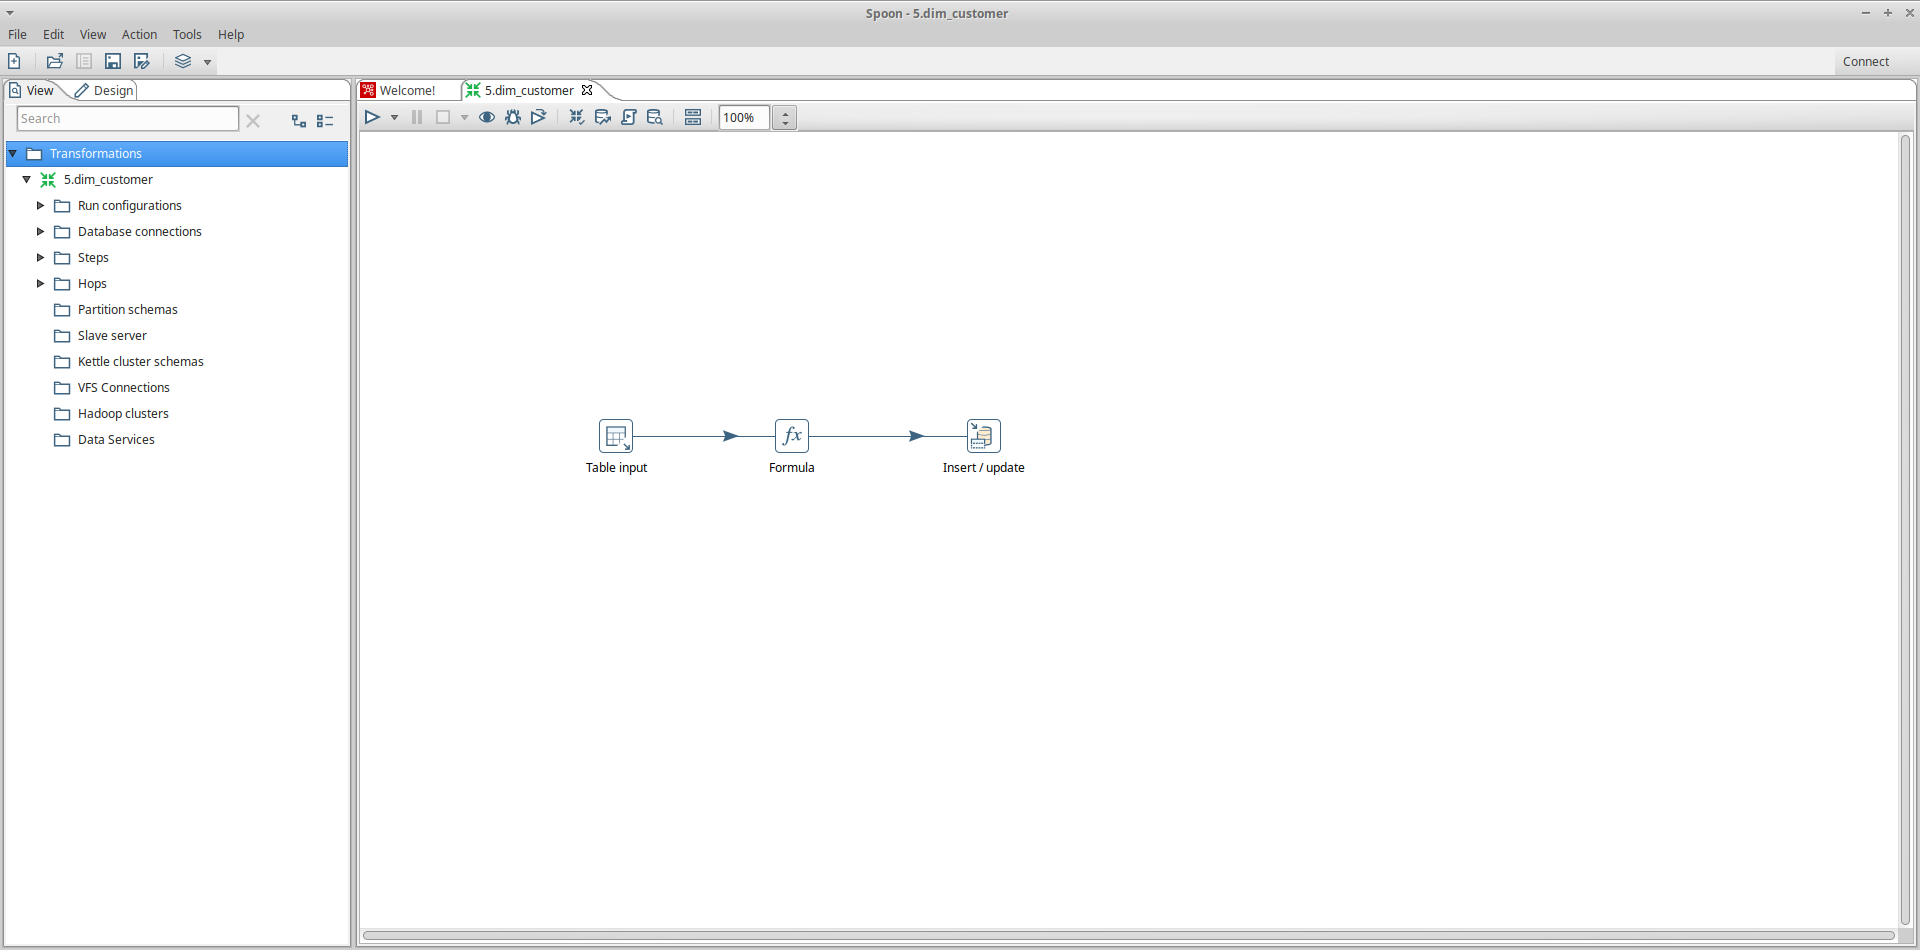 Spoon - 5.dim_customer
File Edit View Action Tools Help
Connect
View Design
Welcome! 5.dim_customer
Search
100%
Transformations
5.dim_customer
Run configurations
Database connections
Steps
Hops
Partition schemas
Slave server
Kettle cluster schemas
VFS Connections
Hadoop clusters
Data Services
fx
Table input Formula Insert / update